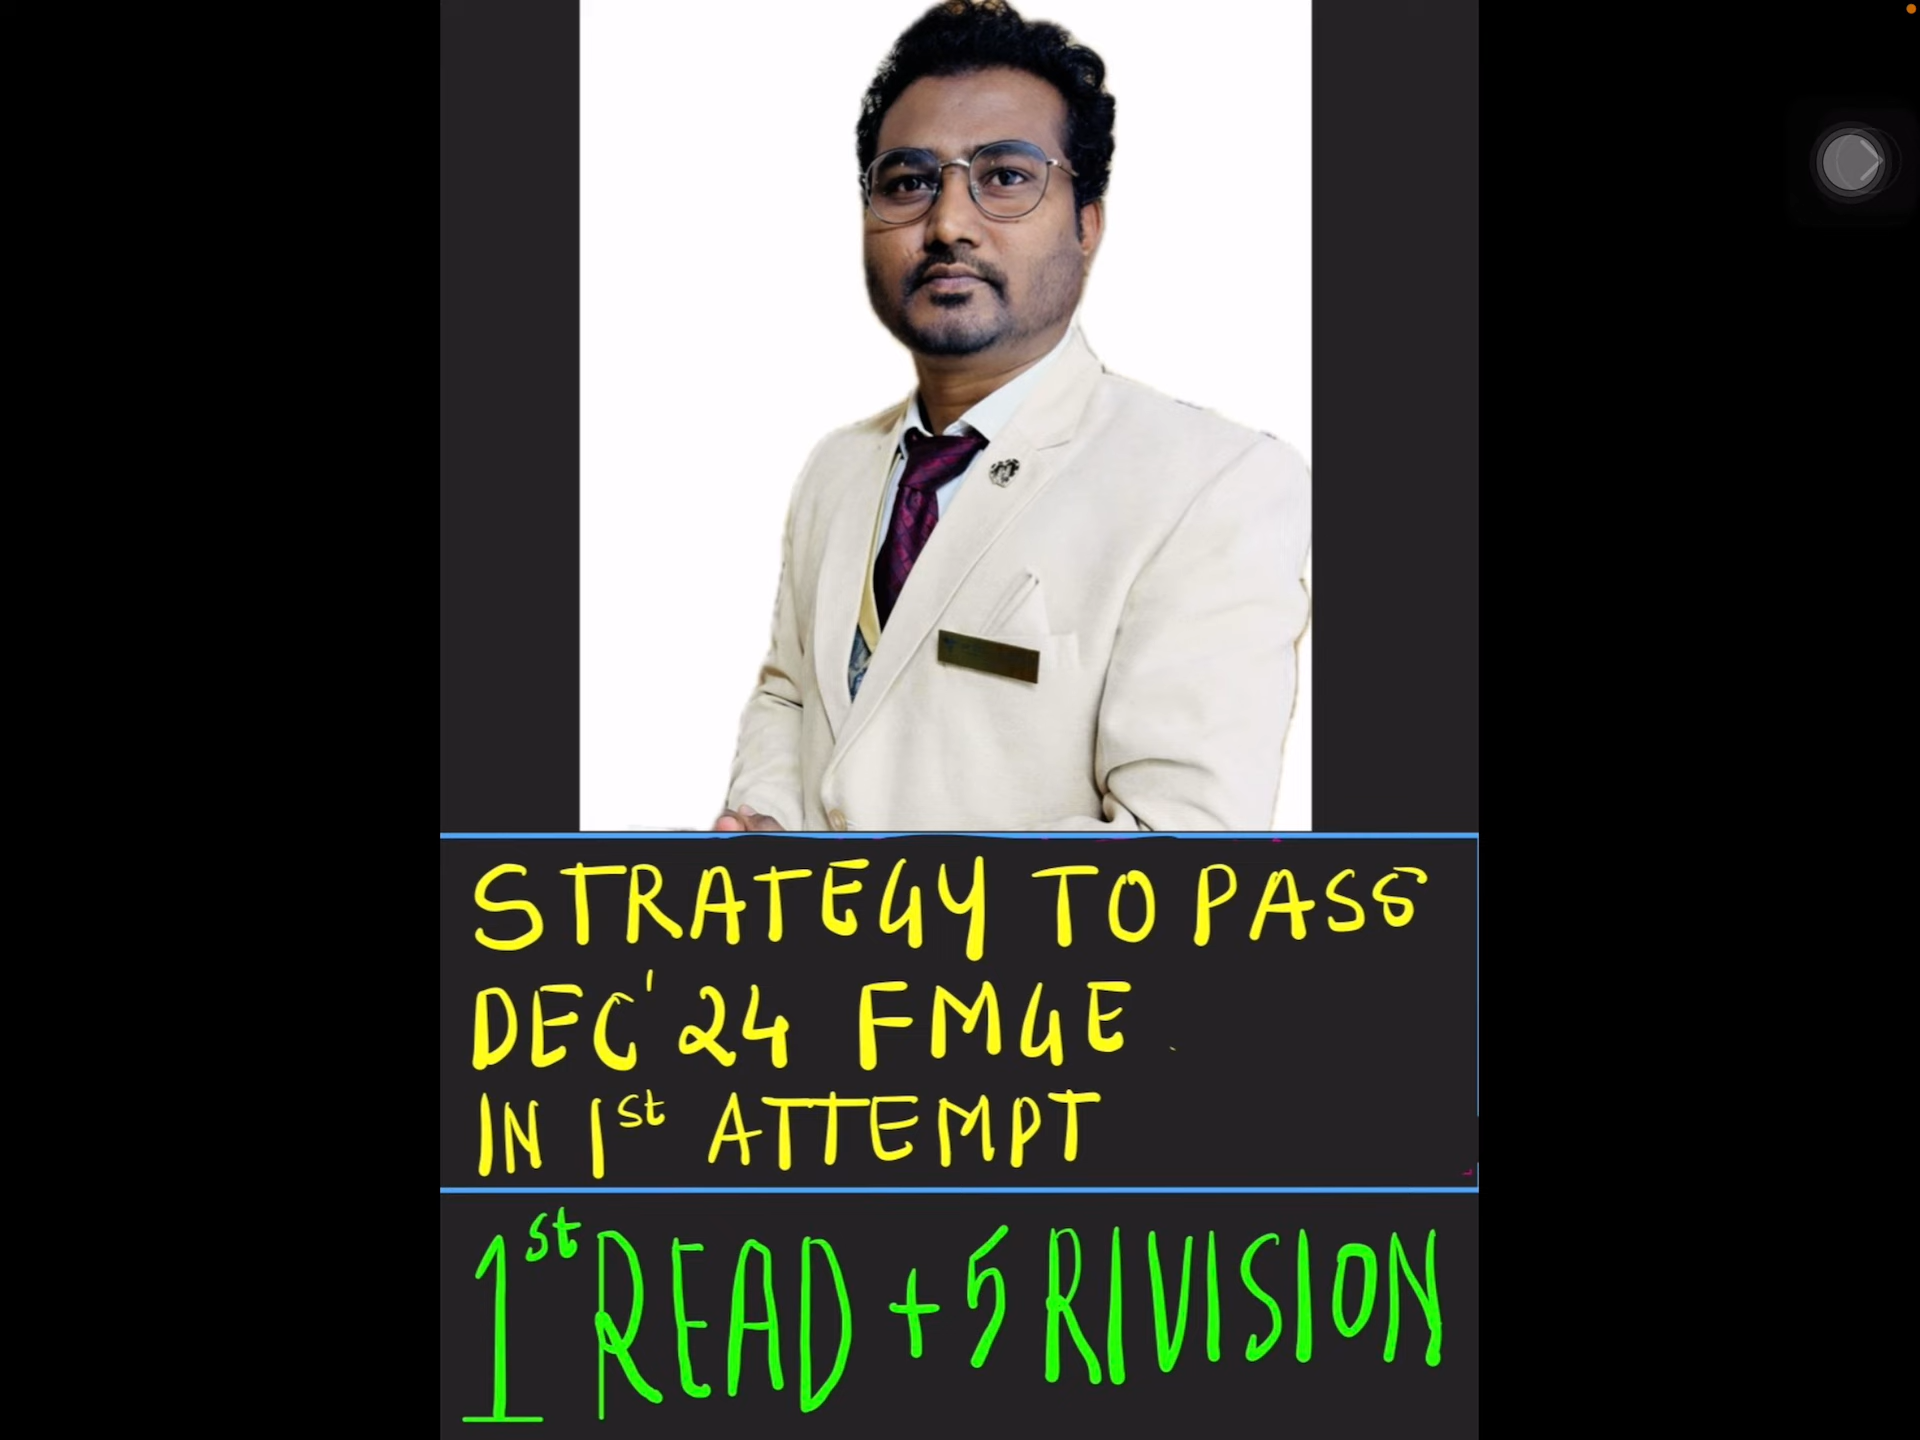 STRATEGY TO PASS
DEC'24 FMGE
IN 1st ATTEMPT
1st READ + 5 RIVISION